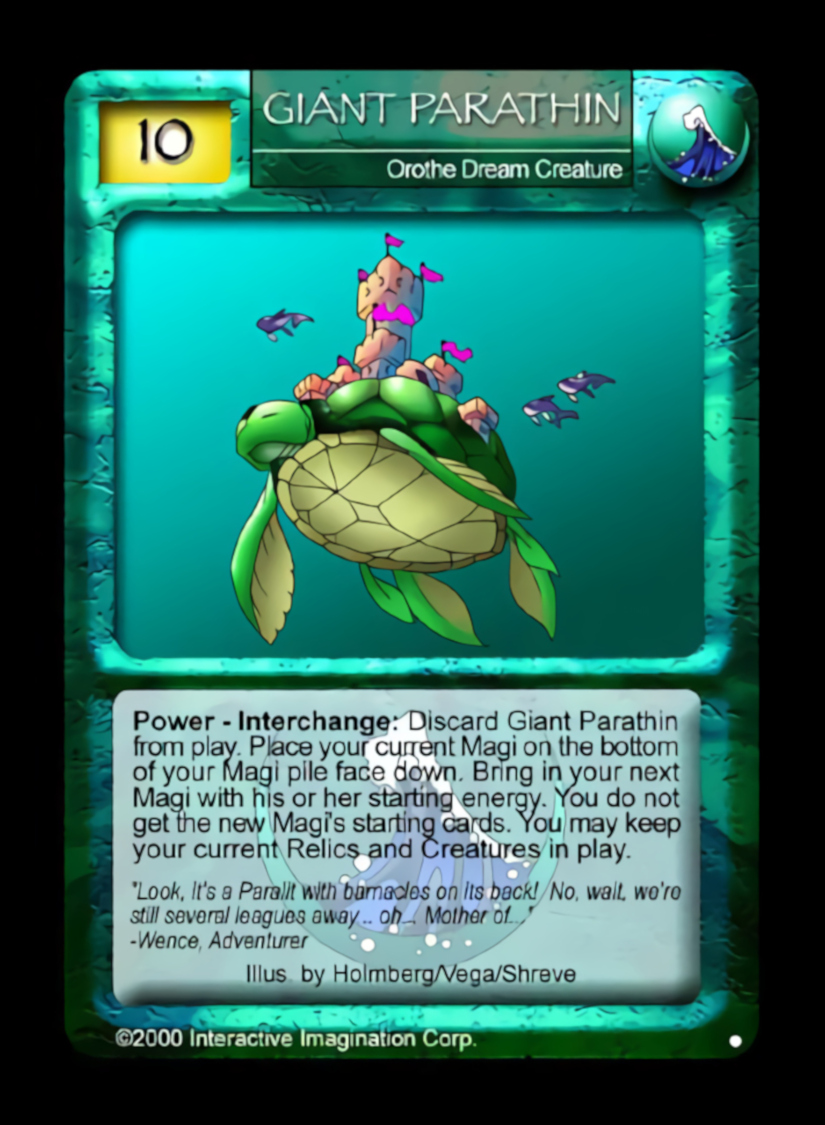 10
GIANT PARATHIN
Orothe Dream Creature
Power - Interchange: Discard Giant Parathin
from play. Place your current Magi on the bottom
of your Magi pile face down. Bring in your next
Magi with his or her starting energy. You do not
get the new Magi's starting cards. You may keep
your current Relics and Creatures in play.
"Look, it's a Paralit with barnacles on its back! No, wait, we're
still several leagues away... oh... Mother of..."
-Wence, Adventurer
Illus. by Holmberg/Vega/Shreve
©2000 Interactive Imagination Corp.